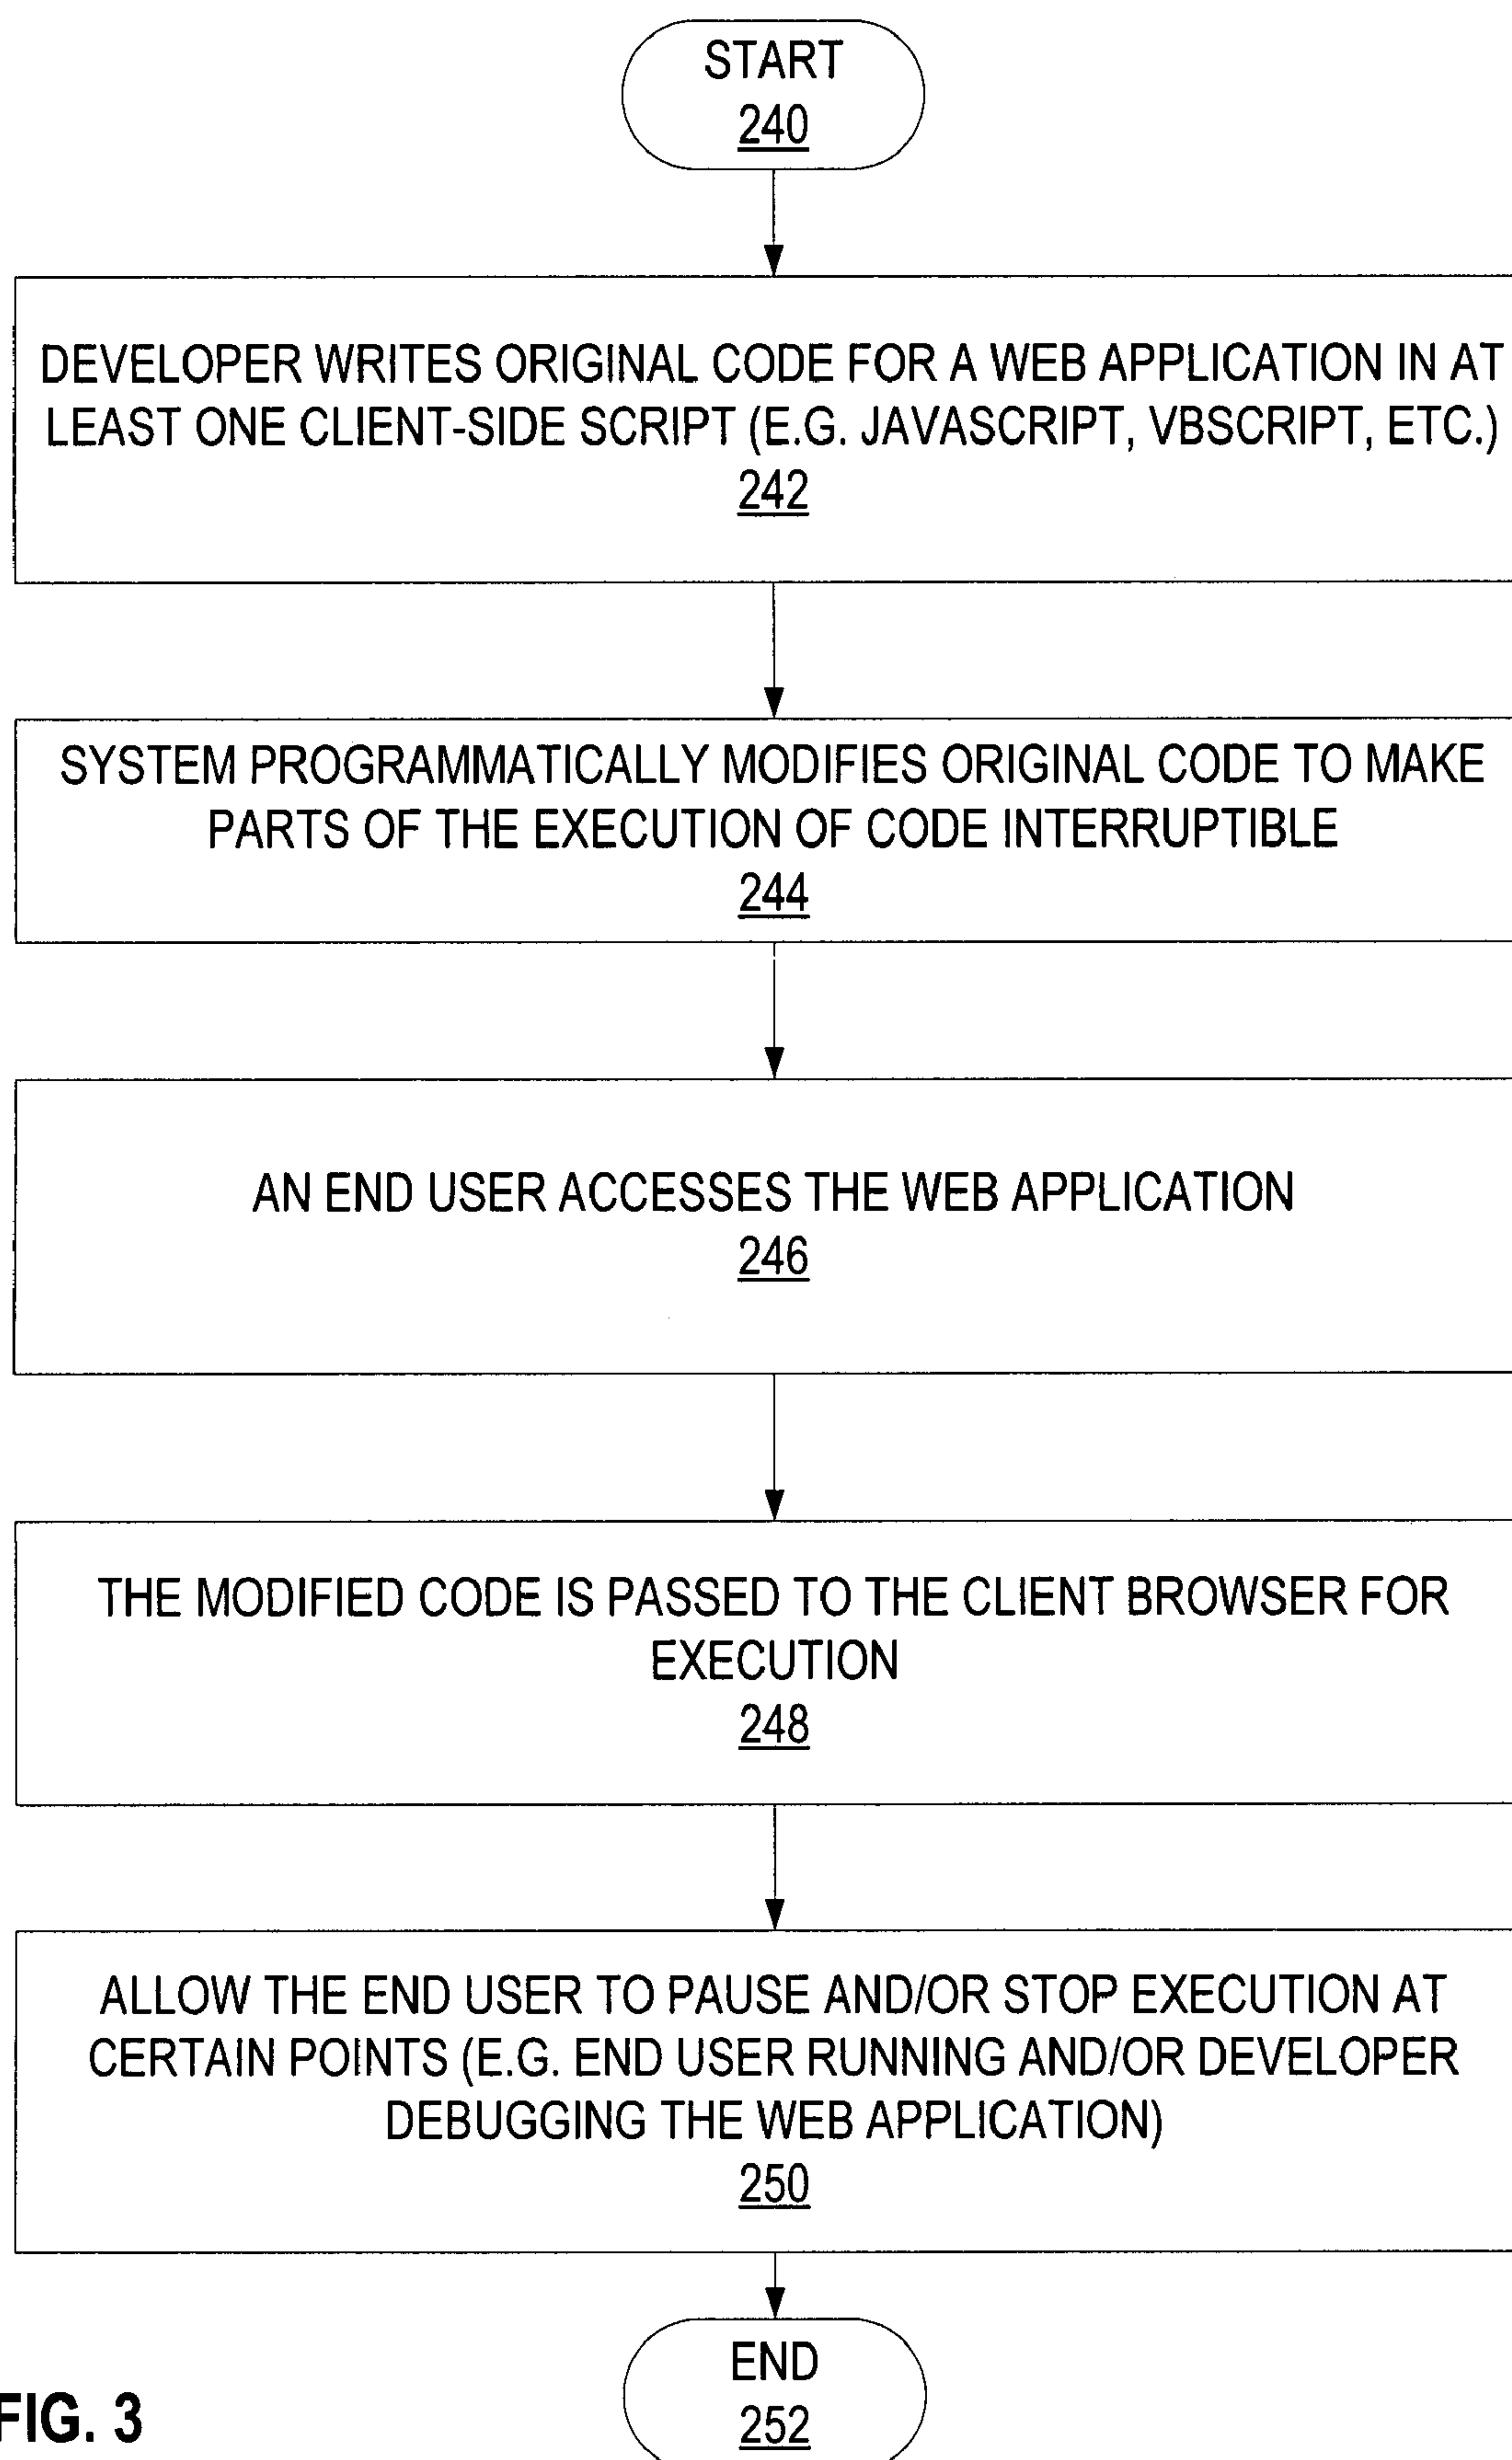 START
240
DEVELOPER WRITES ORIGINAL CODE FOR A WEB APPLICATION IN AT
LEAST ONE CLIENT-SIDE SCRIPT (E.G. JAVASCRIPT, VBSCRIPT, ETC.)
242
SYSTEM PROGRAMMATICALLY MODIFIES ORIGINAL CODE TO MAKE
PARTS OF THE EXECUTION OF CODE INTERRUPTIBLE
244
AN END USER ACCESSES THE WEB APPLICATION
246
THE MODIFIED CODE IS PASSED TO THE CLIENT BROWSER FOR
EXECUTION
248
ALLOW THE END USER TO PAUSE AND/OR STOP EXECUTION AT
CERTAIN POINTS (E.G. END USER RUNNING AND/OR DEVELOPER
DEBUGGING THE WEB APPLICATION)
250
END
252
FIG. 3